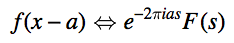 f(x − a) ⇔ e^{−2πias} F(s)